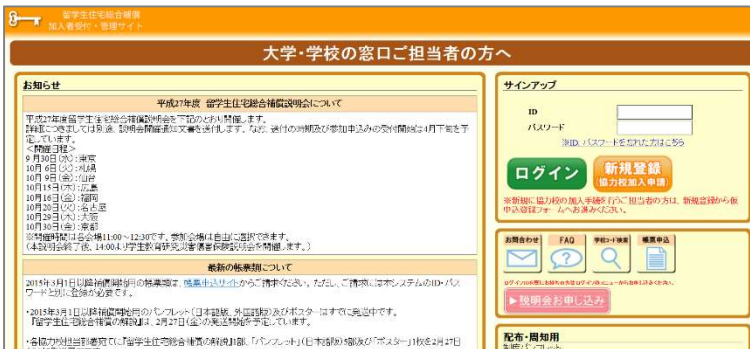 留学生住宅総合補償
加入者受付・管理サイト
大学・学校の窓口ご担当者の方へ
お知らせ
平成27年度 留学生住宅総合補償説明会について
平成27年度留学生住宅総合補償説明会を下記のとおり開催します。
詳細につきましては別途、説明会開催通知文書を送付します。なお、送付の時期及び参加申込みの受付開始は4月下旬を予定しています。
<開催日程>
9月30日(水):東京
10月6日(火):札幌
10月9日(金):仙台
10月15日(木):広島
10月16日(金):福岡
10月20日(火):名古屋
10月29日(木):大阪
10月30日(金):京都
※開催時間は各会場11:00～12:30です。参加会場は自由に選択できます。
(本説明会終了後、14:00より学生教育研究災害傷害保険説明会を開催します。)
最新の帳票類について
2015年3月1日以降補償開始用の帳票類は、帳票申込サイトからご請求ください。ただし、ご請求には本システムのID・パスワードと別に登録が必要です。
・2015年3月1日以降補償開始用のパンフレット(日本語版、外国語版)及びポスターはすでに発送中です。
『留学生住宅総合補償の解説』は、2月27日(金)の発送開始を予定しています。
・各協力校担当部署宛てに『留学生住宅総合補償の解説』1部、「パンフレット」(日本語版)5部及び「ポスター」1枚を2月27日
サインアップ
ID
パスワード
※ID、パスワードを忘れた方はこちら
ログイン
新規登録
(協力校加入申請)
※新規に協力校の加入手続を行うご担当者の方は、新規登録から仮申込登録フォームへお進みください。
お問合わせ
FAQ
学校コード検索
帳票申込
説明会お申し込み
配布・周知用